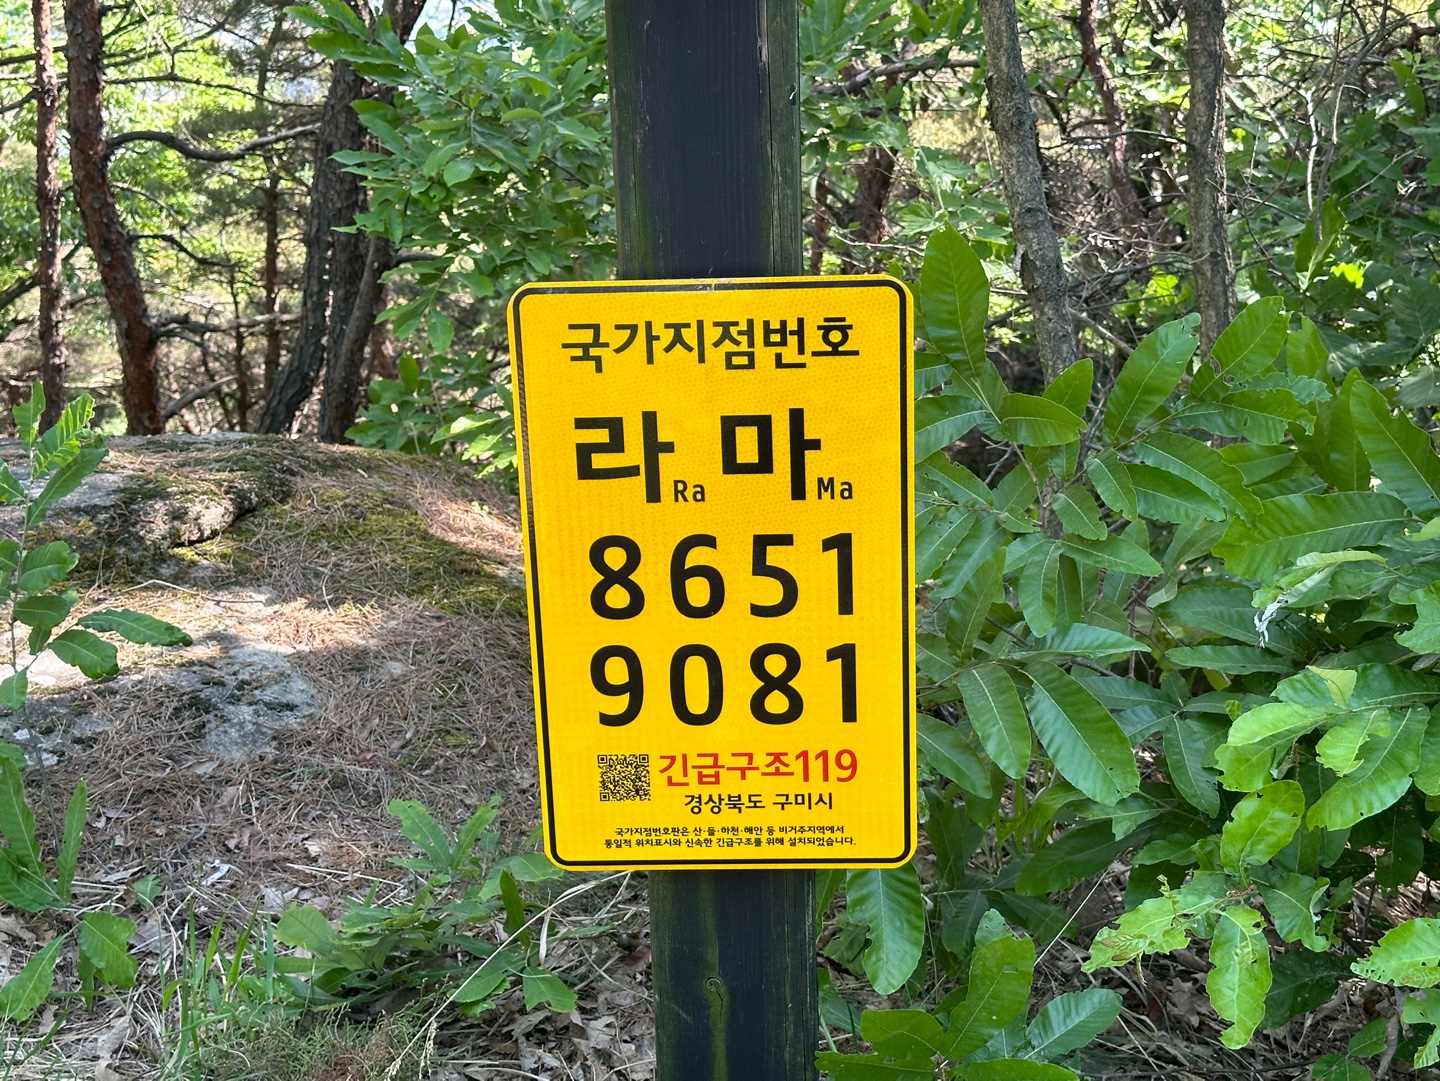 국가지점번호
라Ra 마Ma
8651
9081
긴급구조119
경상북도 구미시
국가지점번호판은 산·들·하천·해안 등 비거주지역에서
통일적 위치표시와 신속한 긴급구조를 위해 설치되었습니다.